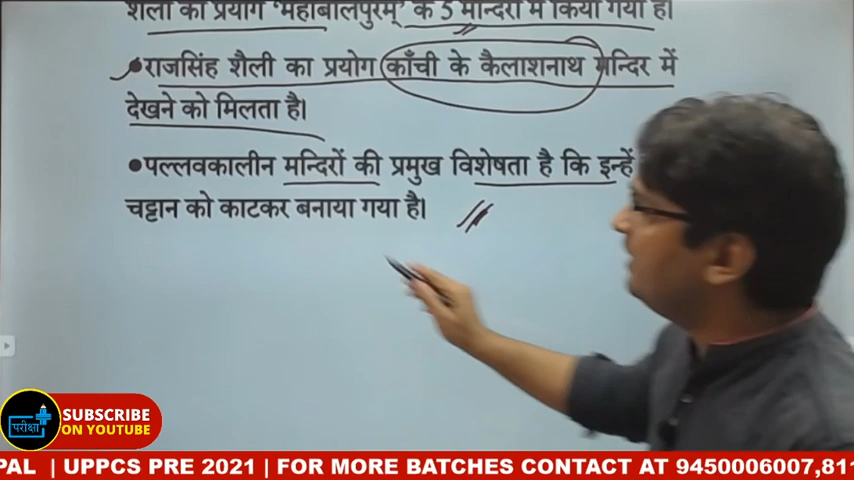 शैली का प्रयोग 'महाबलिपुरम्' के 5 मन्दिरों में किया गया है।
●राजसिंह शैली का प्रयोग काँची के कैलाशनाथ मन्दिर में
देखने को मिलता है।
●पल्लवकालीन मन्दिरों की प्रमुख विशेषता है कि इन्हें
चट्टान को काटकर बनाया गया है।
परीक्षा
SUBSCRIBE
ON YOUTUBE
PAL | UPPCS PRE 2021 | FOR MORE BATCHES CONTACT AT 9450006007,811